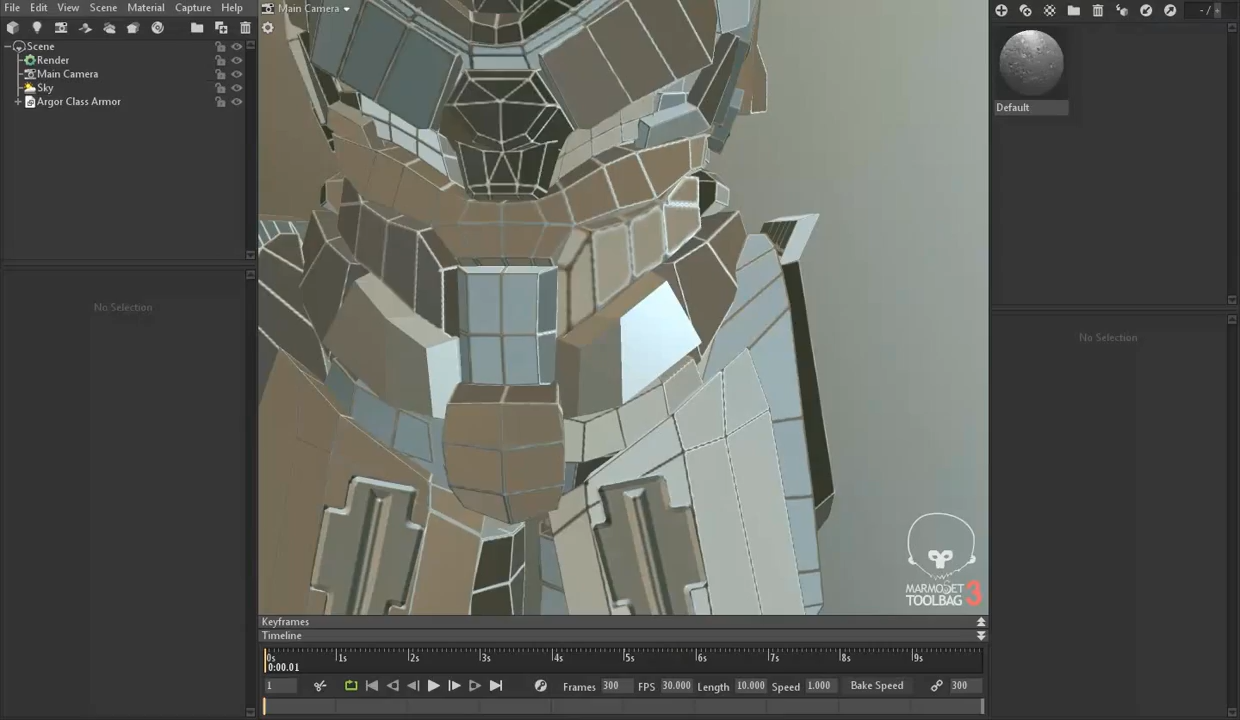 File Edit View Scene Material Capture Help
Main Camera
- /
Scene
Render
Main Camera
Sky
Argor Class Armor
Default
No Selection
No Selection
MARMOSET
TOOLBAG 3
Keyframes
Timeline
0s 1s 2s 3s 4s 5s 6s 7s 8s 9s
0:00.01
1 Frames 300 FPS 30.000 Length 10.000 Speed 1.000 Bake Speed 300